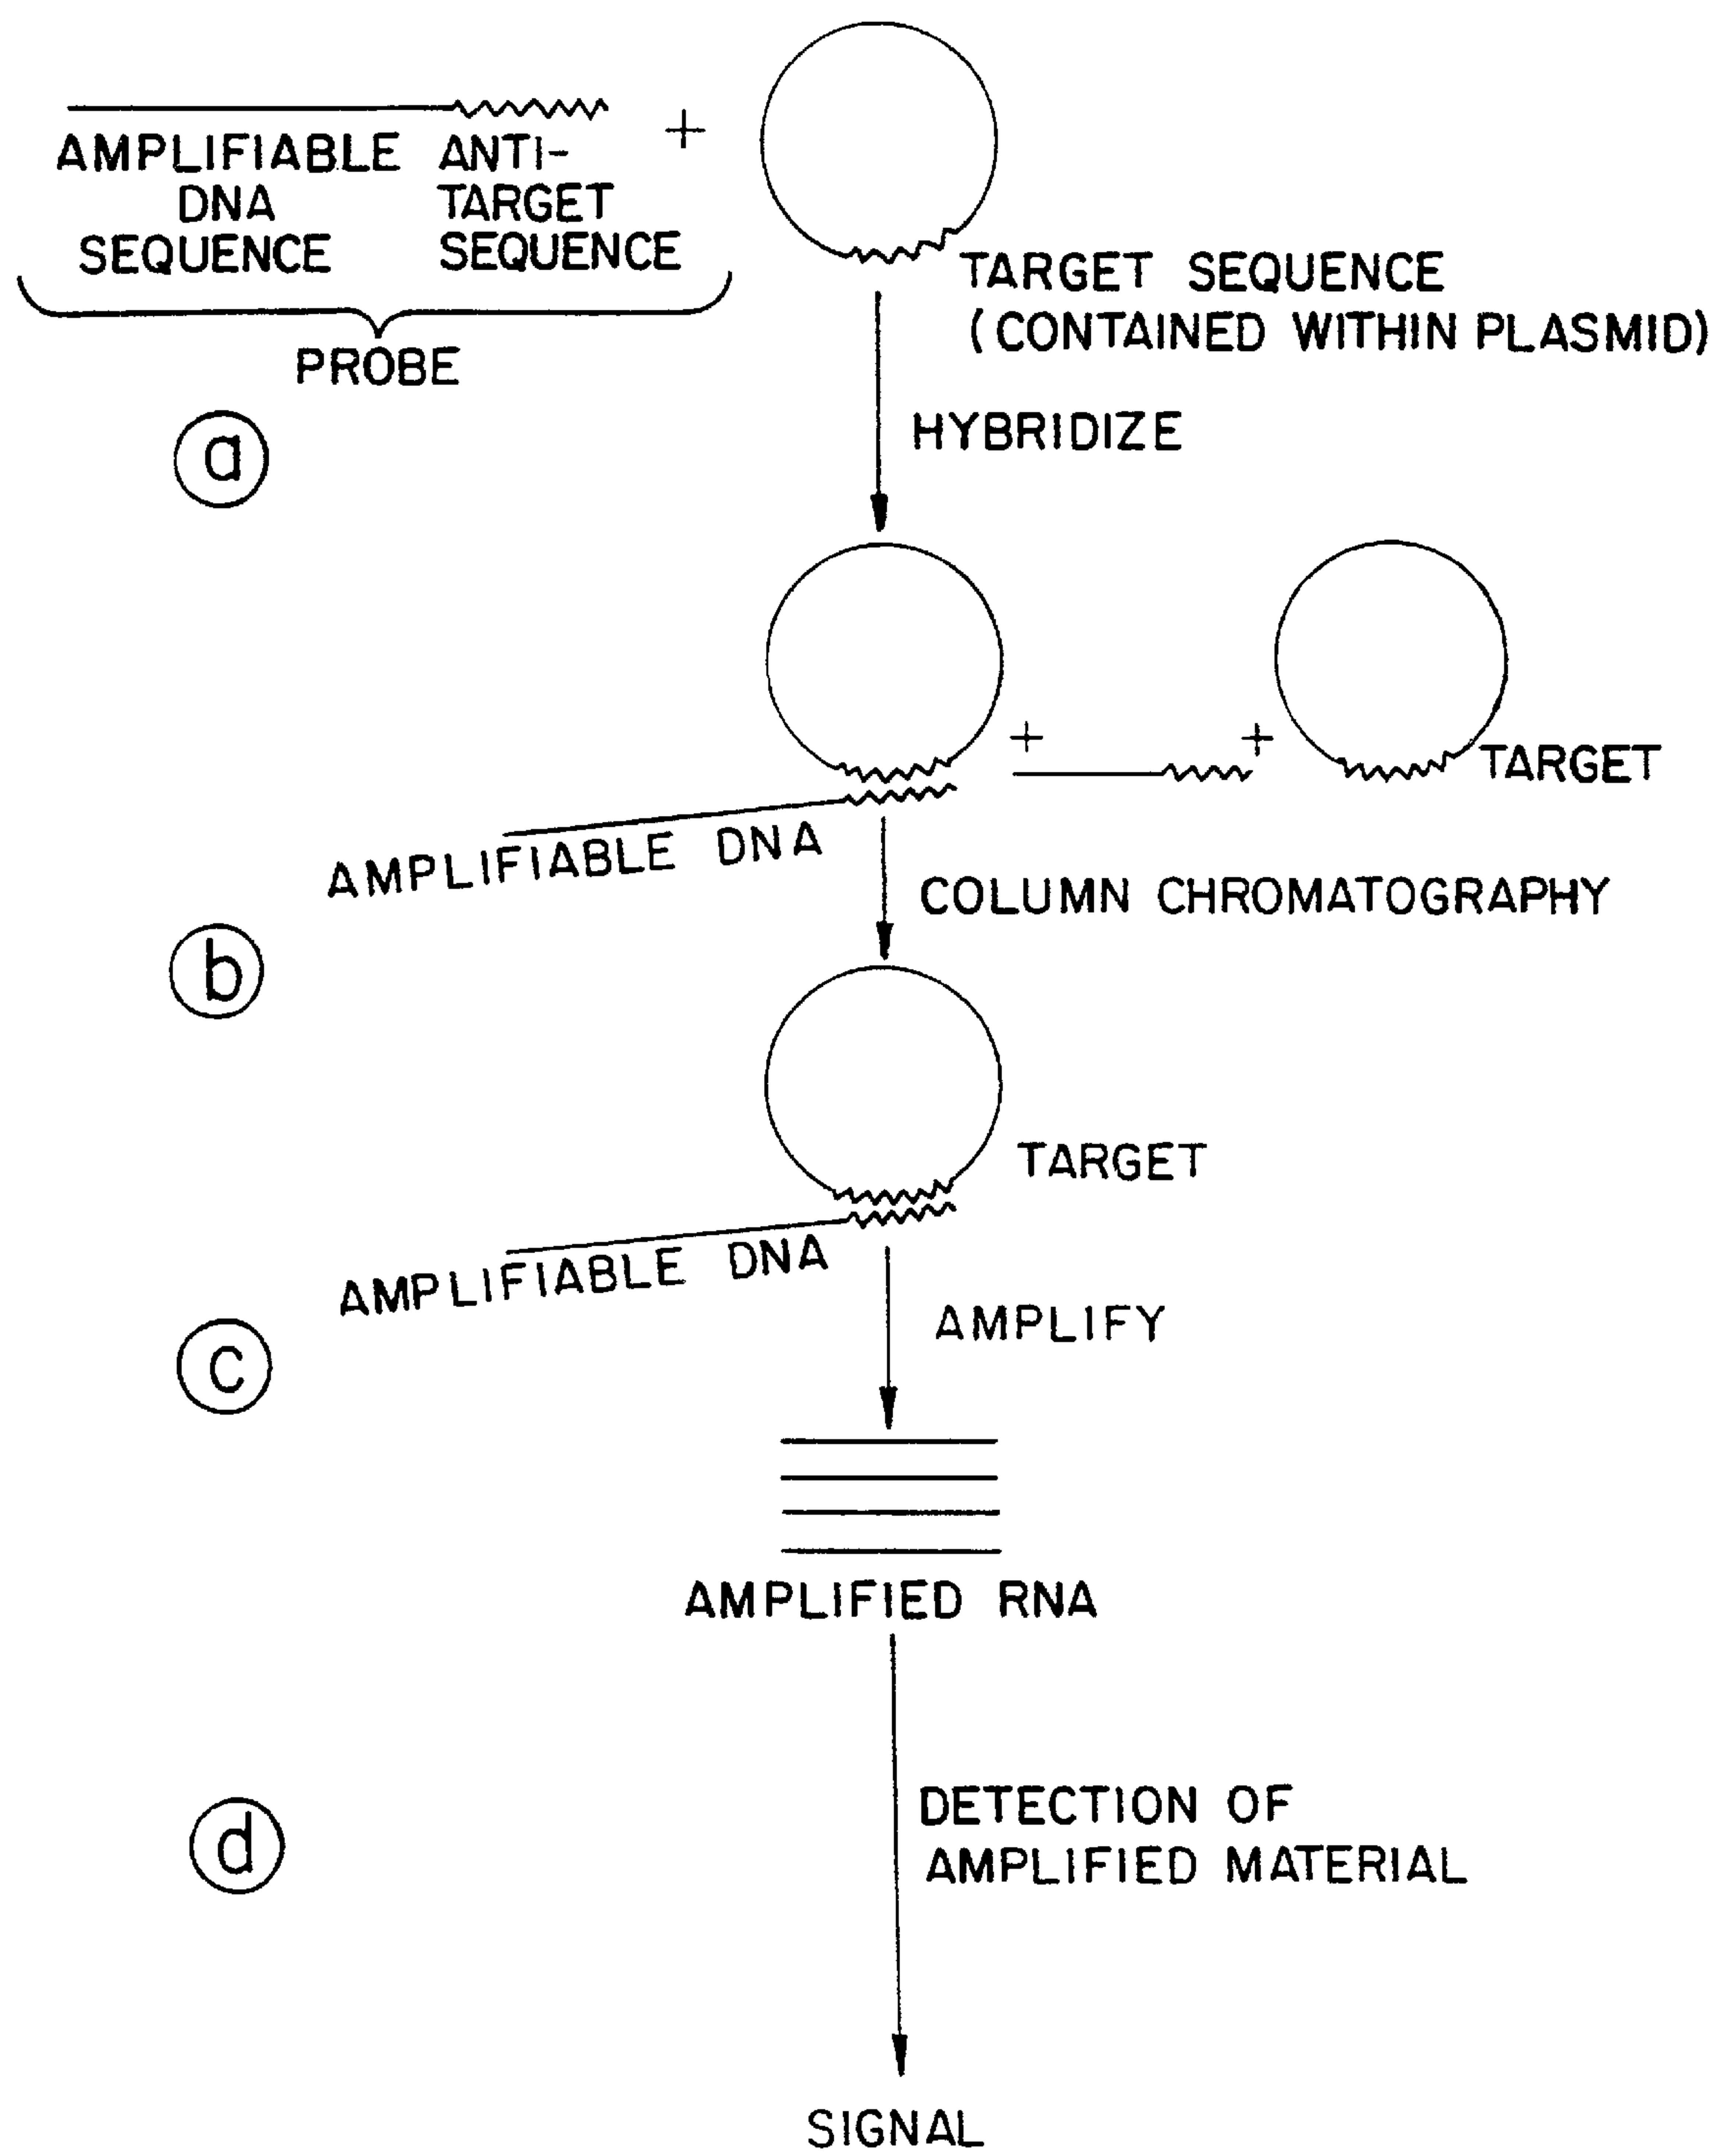 AMPLIFIABLE DNA SEQUENCE
ANTI-TARGET SEQUENCE
+
PROBE
TARGET SEQUENCE
(CONTAINED WITHIN PLASMID)
a
HYBRIDIZE
+ +
TARGET
AMPLIFIABLE DNA
COLUMN CHROMATOGRAPHY
b
TARGET
AMPLIFIABLE DNA
c
AMPLIFY
AMPLIFIED RNA
d
DETECTION OF
AMPLIFIED MATERIAL
SIGNAL